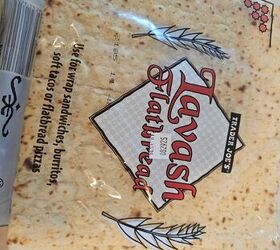 TRADER JOE'S
Lavash
Flatbread
Use for wrap sandwiches, burritos,
soft tacos or flatbread pizzas